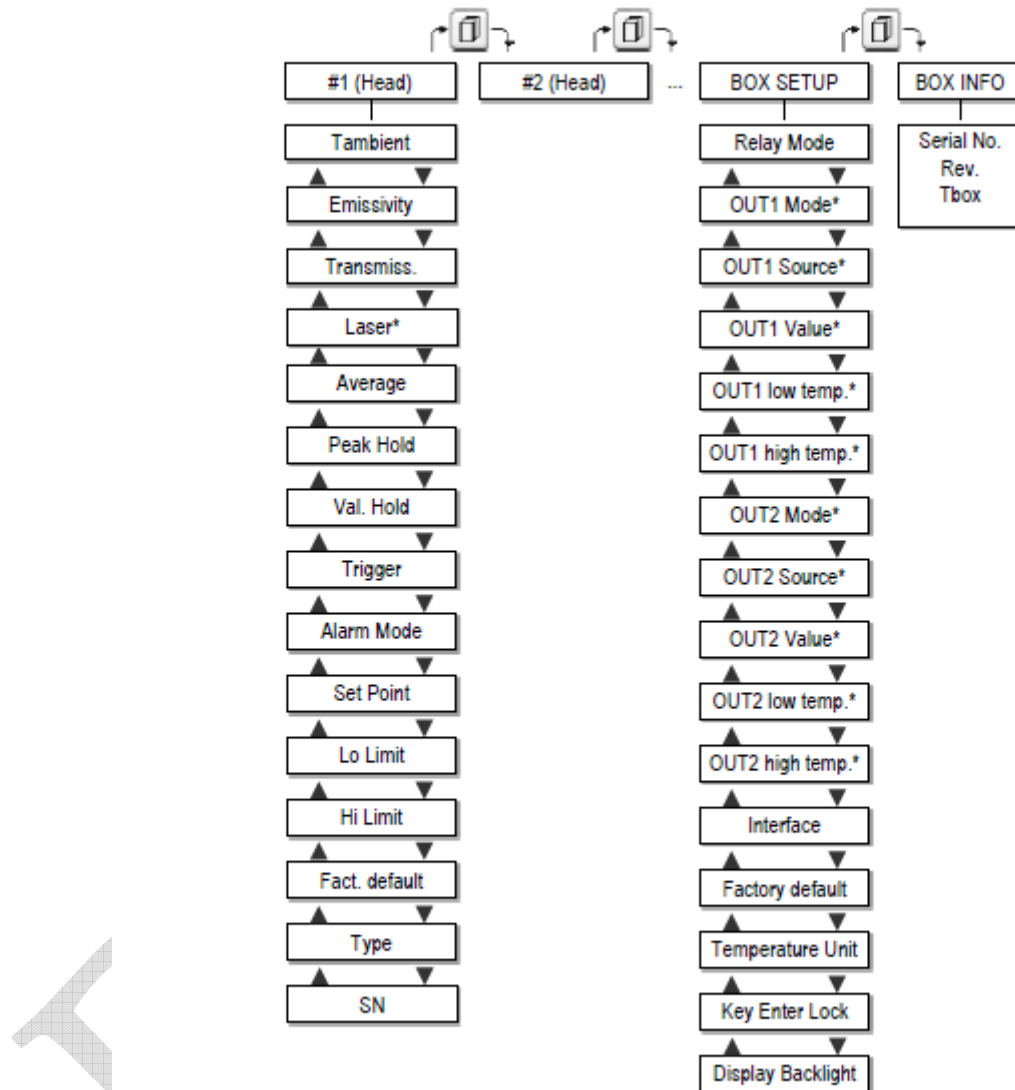 #1 (Head)
#2 (Head)
...
BOX SETUP
BOX INFO
Tambient
Emissivity
Transmiss.
Laser*
Average
Peak Hold
Val. Hold
Trigger
Alarm Mode
Set Point
Lo Limit
Hi Limit
Fact. default
Type
SN
Relay Mode
OUT1 Mode*
OUT1 Source*
OUT1 Value*
OUT1 low temp.*
OUT1 high temp.*
OUT2 Mode*
OUT2 Source*
OUT2 Value*
OUT2 low temp.*
OUT2 high temp.*
Interface
Factory default
Temperature Unit
Key Enter Lock
Display Backlight
Serial No.
Rev.
Tbox